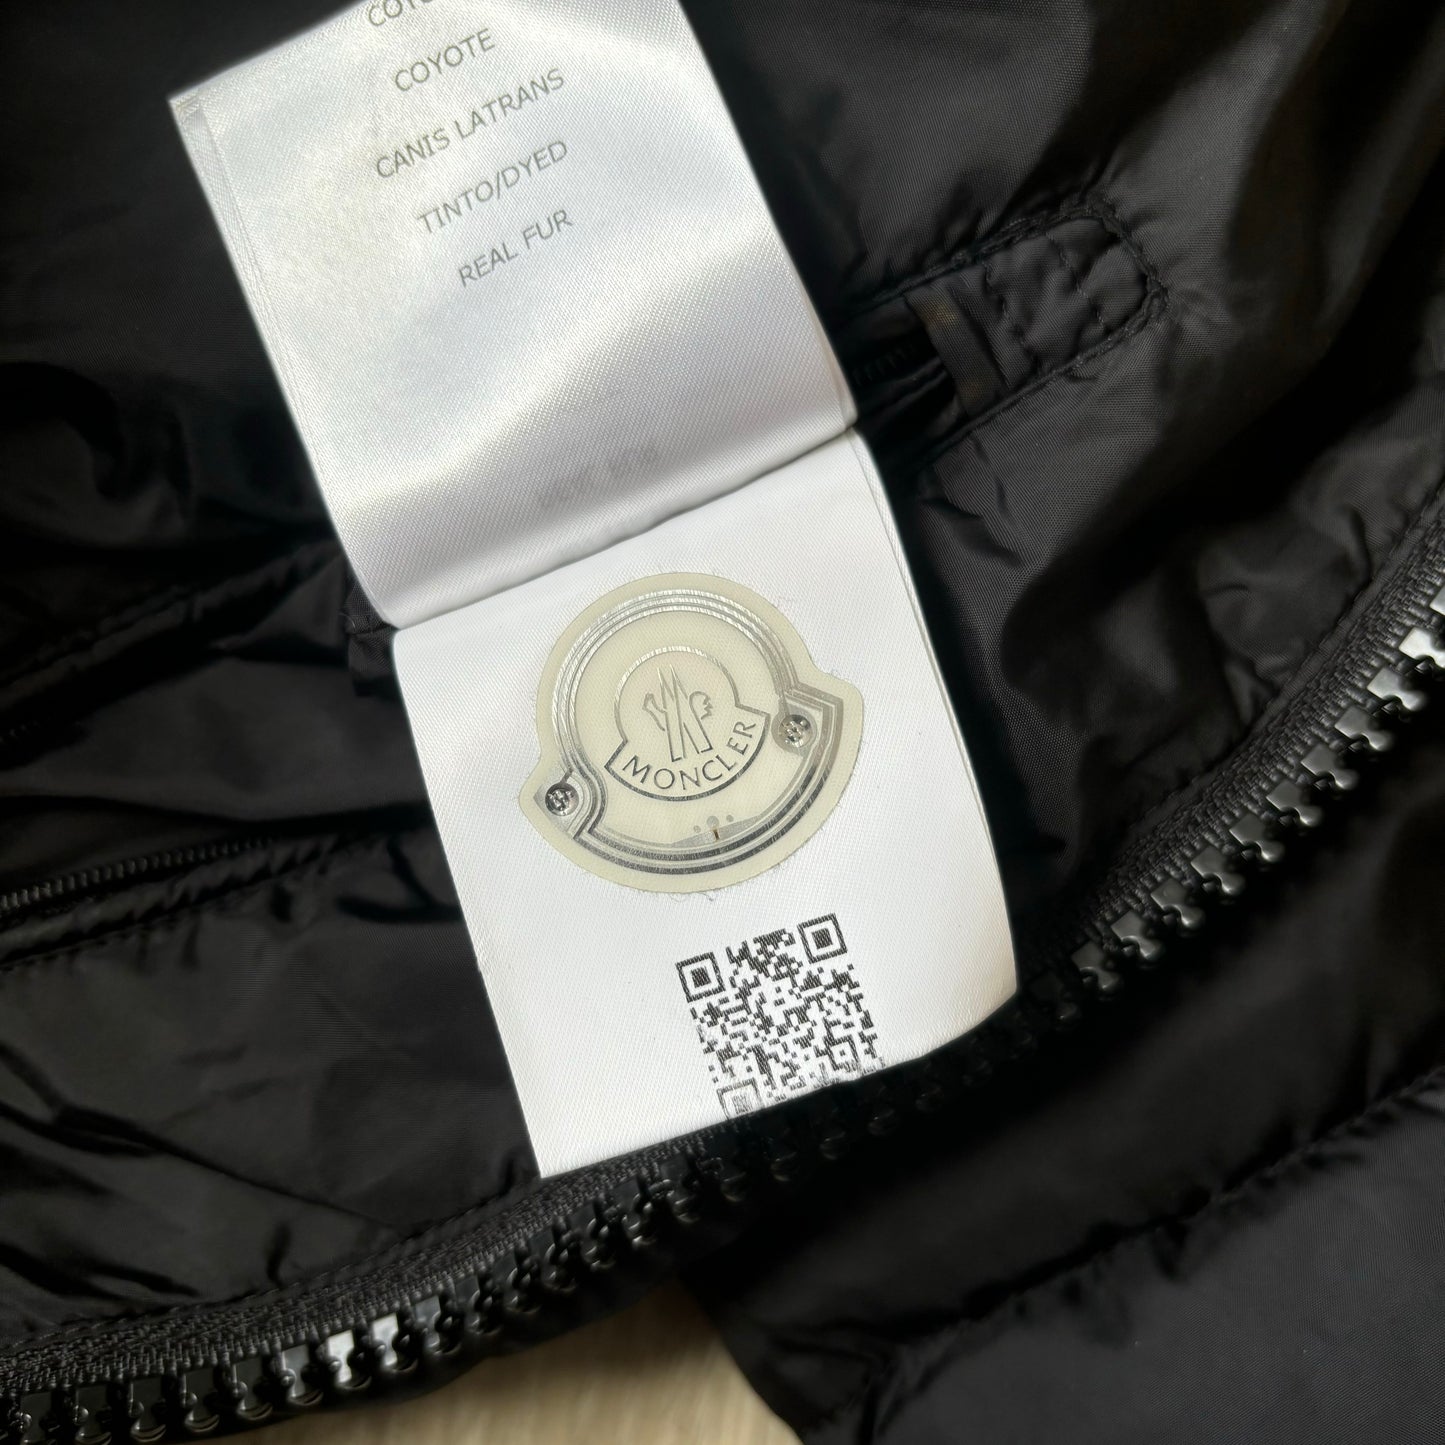 COYOTE
CANIS LATRANS
TINTO/DYED
REAL FUR
MONCLER